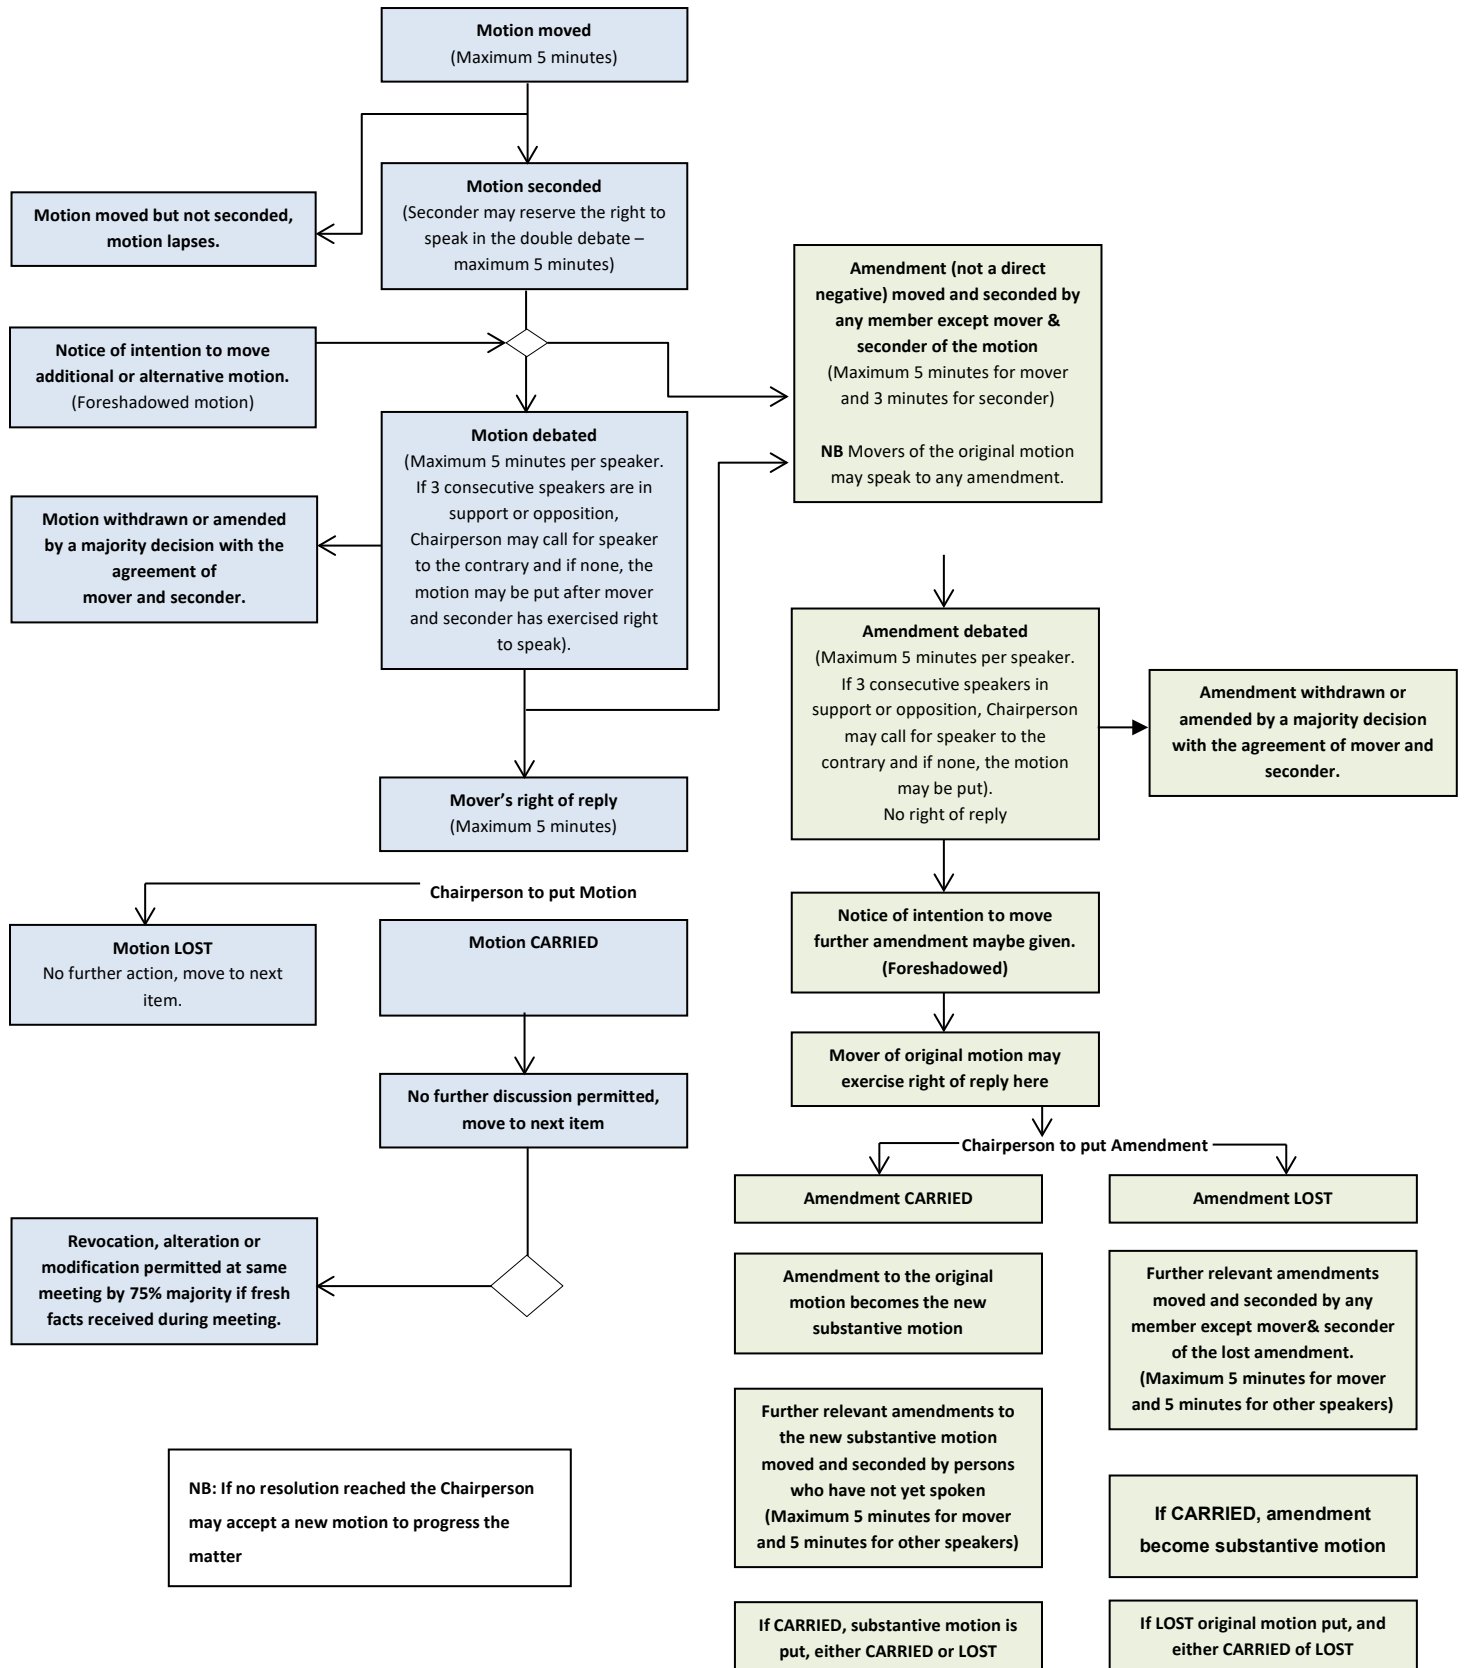 Motion moved
(Maximum 5 minutes)
Motion seconded
(Seconder may reserve the right to
speak in the double debate –
maximum 5 minutes)
Motion moved but not seconded,
motion lapses.
Notice of intention to move
additional or alternative motion.
(Foreshadowed motion)
Motion debated
(Maximum 5 minutes per speaker.
If 3 consecutive speakers are in
support or opposition,
Chairperson may call for speaker
to the contrary and if none, the
motion may be put after mover
and seconder has exercised right
to speak).
Motion withdrawn or amended
by a majority decision with the
agreement of
mover and seconder.
Mover’s right of reply
(Maximum 5 minutes)
Chairperson to put Motion
Motion LOST
No further action, move to next
item.
Motion CARRIED
No further discussion permitted,
move to next item
Revocation, alteration or
modification permitted at same
meeting by 75% majority if fresh
facts received during meeting.
NB: If no resolution reached the Chairperson
may accept a new motion to progress the
matter
Amendment (not a direct
negative) moved and seconded by
any member except mover &
seconder of the motion
(Maximum 5 minutes for mover
and 3 minutes for seconder)
NB Movers of the original motion
may speak to any amendment.
Amendment debated
(Maximum 5 minutes per speaker.
If 3 consecutive speakers in
support or opposition, Chairperson
may call for speaker to the
contrary and if none, the motion
may be put).
No right of reply
Amendment withdrawn or
amended by a majority decision
with the agreement of mover and
seconder.
Notice of intention to move
further amendment maybe given.
(Foreshadowed)
Mover of original motion may
exercise right of reply here
Chairperson to put Amendment
Amendment CARRIED
Amendment to the original
motion becomes the new
substantive motion
Further relevant amendments to
the new substantive motion
moved and seconded by persons
who have not yet spoken
(Maximum 5 minutes for mover
and 5 minutes for other speakers)
If CARRIED, substantive motion is
put, either CARRIED or LOST
Amendment LOST
Further relevant amendments
moved and seconded by any
member except mover& seconder
of the lost amendment.
(Maximum 5 minutes for mover
and 5 minutes for other speakers)
If CARRIED, amendment
become substantive motion
If LOST original motion put, and
either CARRIED of LOST